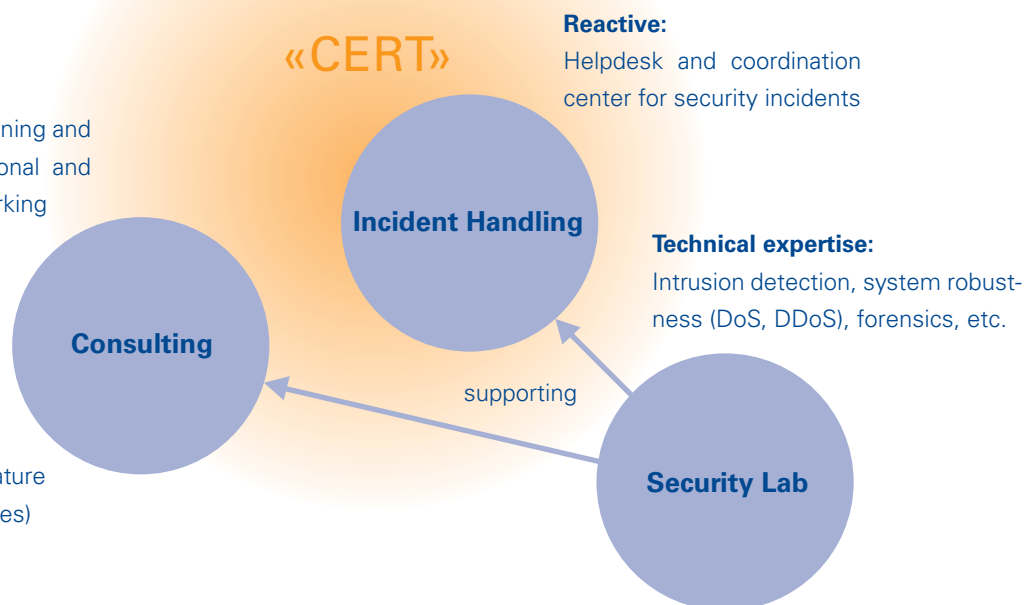 «CERT»
Reactive:
Helpdesk and coordination
center for security incidents
ning and
onal and
rking
Incident Handling
Technical expertise:
Intrusion detection, system robust-
ness (DoS, DDoS), forensics, etc.
Consulting
supporting
ature
es)
Security Lab